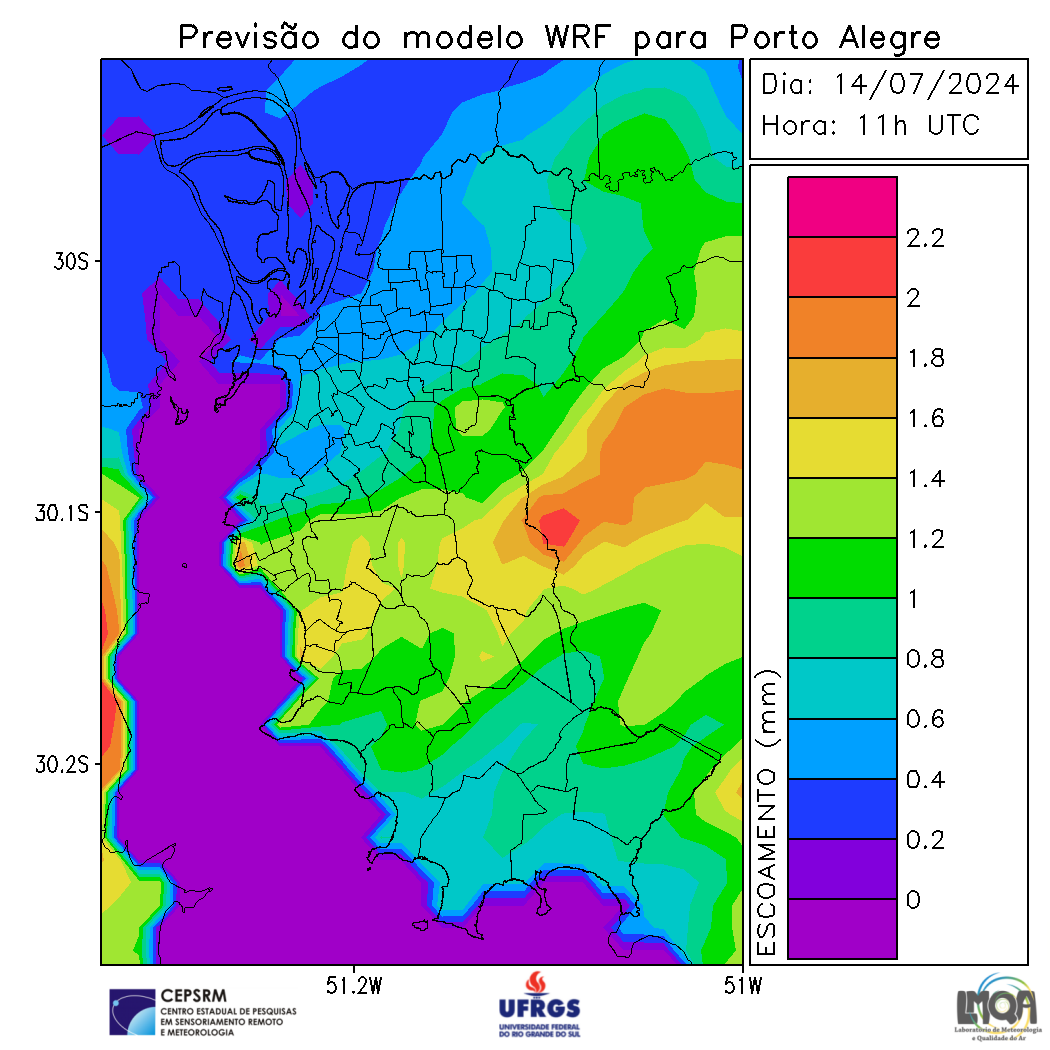 Previsão do modelo WRF para Porto Alegre
Dia: 14/07/2024
Hora: 11h UTC
30S
30.1S
30.2S
51.2W
51W
ESCOAMENTO (mm)
2.2
2
1.8
1.6
1.4
1.2
1
0.8
0.6
0.4
0.2
0
CEPSRM
CENTRO ESTADUAL DE PESQUISAS
EM SENSORIAMENTO REMOTO
E METEOROLOGIA
UFRGS
UNIVERSIDADE FEDERAL
DO RIO GRANDE DO SUL
LMQA
Laboratório de Meteorologia
e Qualidade do Ar